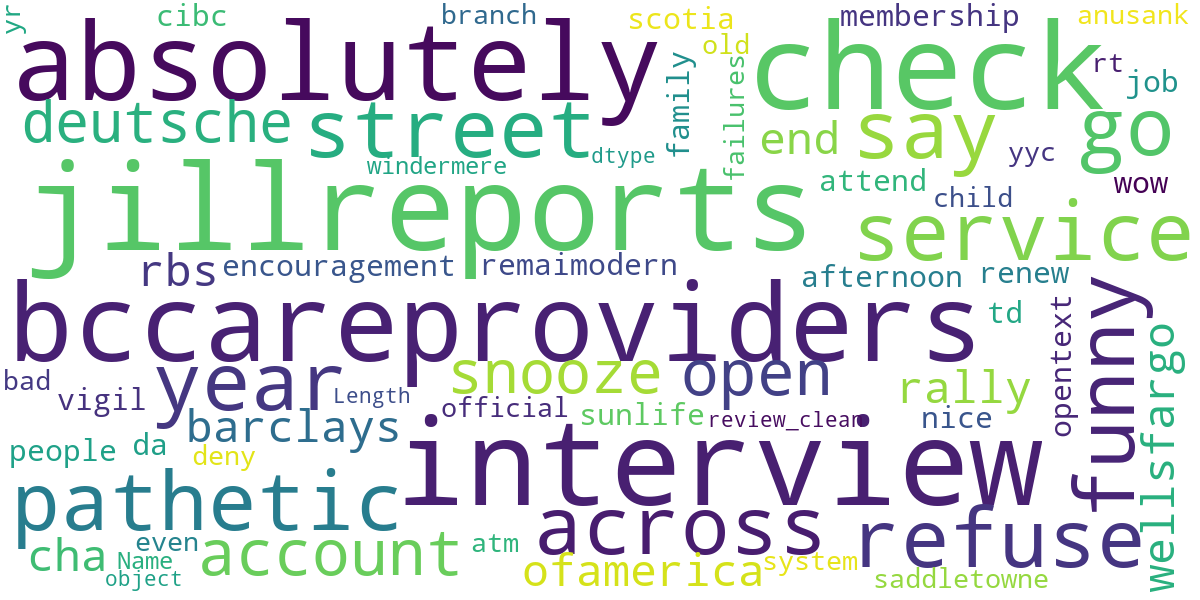 yr
cibc
branch
scotia
membership
anusank
absolutely
old
check
rt
job
family
failures
deutsche
street
dtype
end
say
go
yyc
windermere
jillreports
attend
child
wow
service
rbs
encouragement
remaimodern
afternoon
renew
bccareproviders
td
opentext
funny
wellsfargo
bad
vigil
year
Length
snooze
open
rally
official
sunlife
review_clean
nice
barclays
people
da
deny
interview
pathetic
across
refuse
cha
Name
even
object
account
atm
ofamerica
system
saddletowne